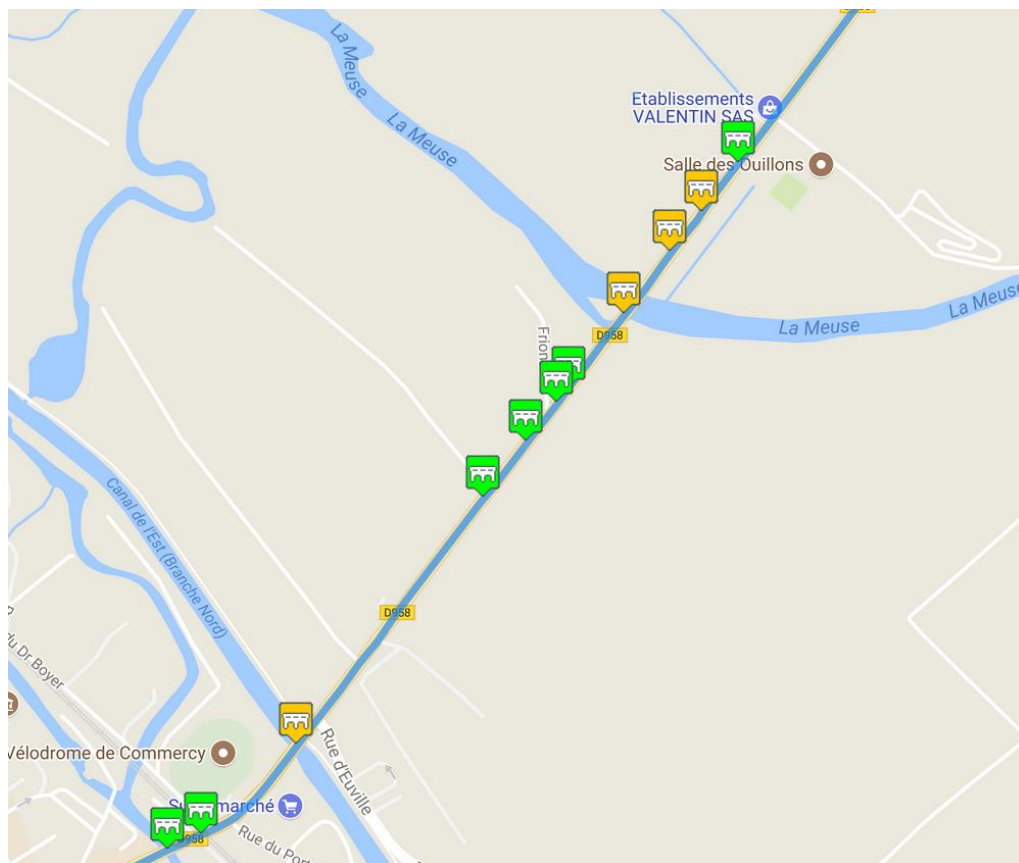 La Meuse
Etablissements
VALENTIN SAS
La Meuse
Salle des Ouillons
La Meuse
La Meuse
D958
Frion
Canal de l'Est (Branche Nord)
D958
du Dr Boyer
Vélodrome de Commercy
Rue d'Euville
D958
Rue du Port